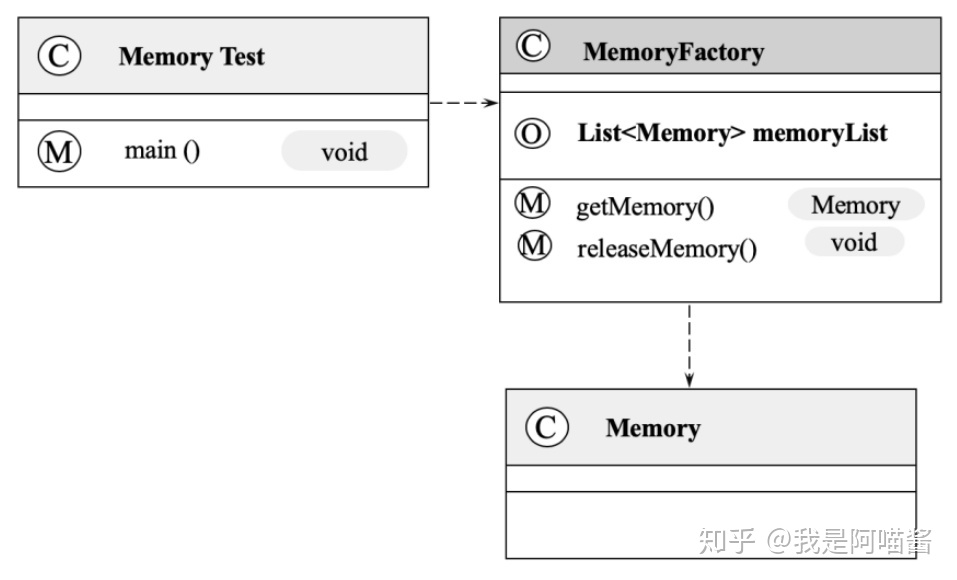 C Memory Test
M main () void
C MemoryFactory
O List<Memory> memoryList
M getMemory() Memory
M releaseMemory() void
C Memory
知乎 @我是阿喵酱